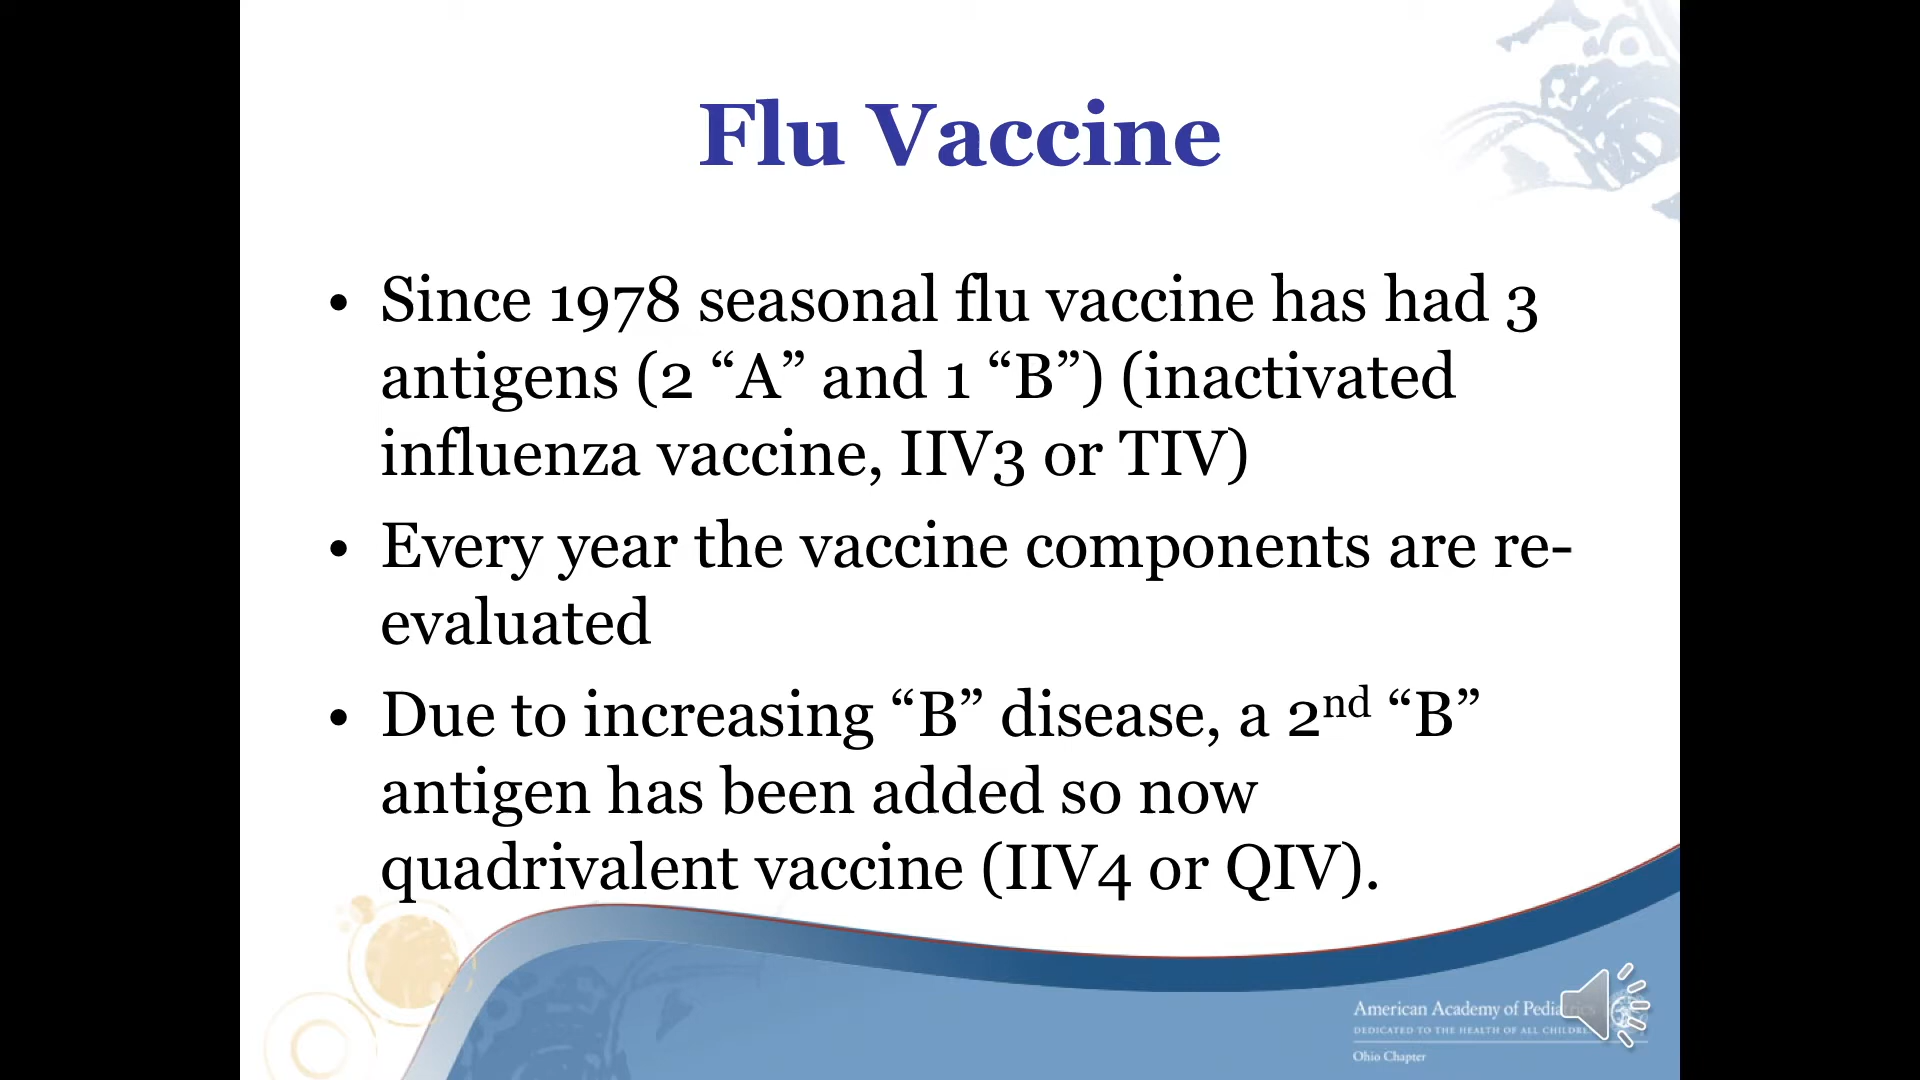 Flu Vaccine
• Since 1978 seasonal flu vaccine has had 3
antigens (2 “A” and 1 “B”) (inactivated
influenza vaccine, IIV3 or TIV)
• Every year the vaccine components are re-
evaluated
• Due to increasing “B” disease, a 2nd “B”
antigen has been added so now
quadrivalent vaccine (IIV4 or QIV).
American Academy of
DEDICATED TO THE HEALTH OF ALL
Ohio Chapter